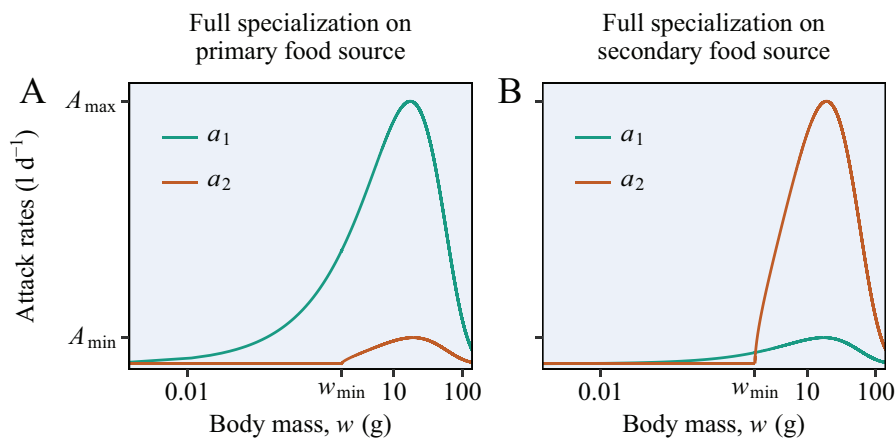 Full specialization on
primary food source
Full specialization on
secondary food source
A
B
A max
A min
Attack rates (l d⁻¹)
a₁
a₂
a₁
a₂
0.01
w min
10
100
0.01
w min
10
100
Body mass, w (g)
Body mass, w (g)